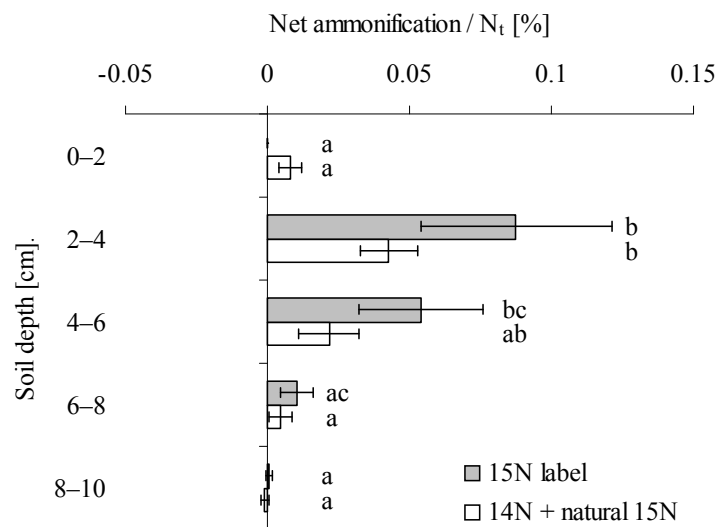 Net ammonification / Nt [%]
-0.05 0 0.05 0.1 0.15
Soil depth [cm].
0–2
a
a
2–4
b
b
4–6
bc
ab
6–8
ac
a
8–10
a
a
15N label
14N + natural 15N